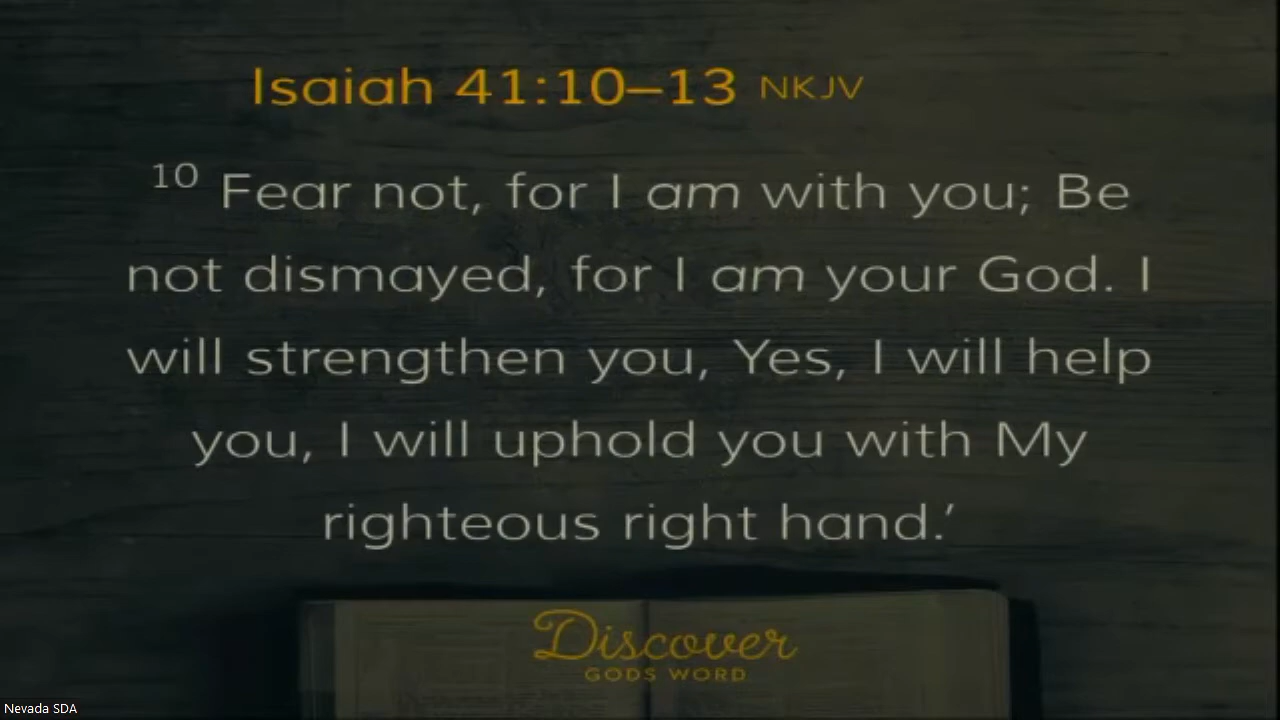 Isaiah 41:10–13 NKJV
10 Fear not, for I am with you; Be
not dismayed, for I am your God. I
will strengthen you, Yes, I will help
you, I will uphold you with My
righteous right hand.’
Discover
GODS WORD
Nevada SDA